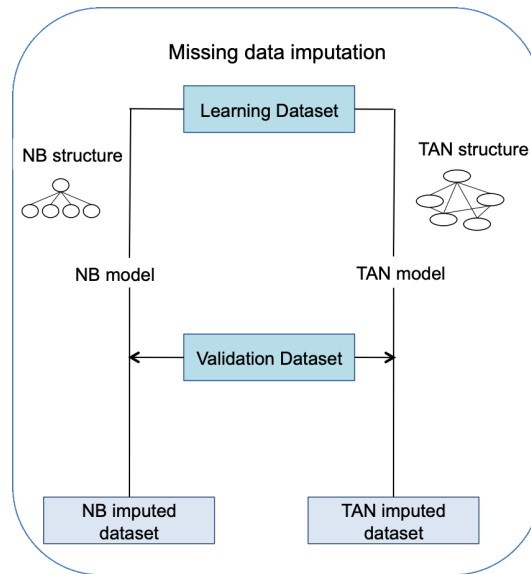 Missing data imputation
Learning Dataset
NB structure
TAN structure
NB model
TAN model
Validation Dataset
NB imputed
dataset
TAN imputed
dataset